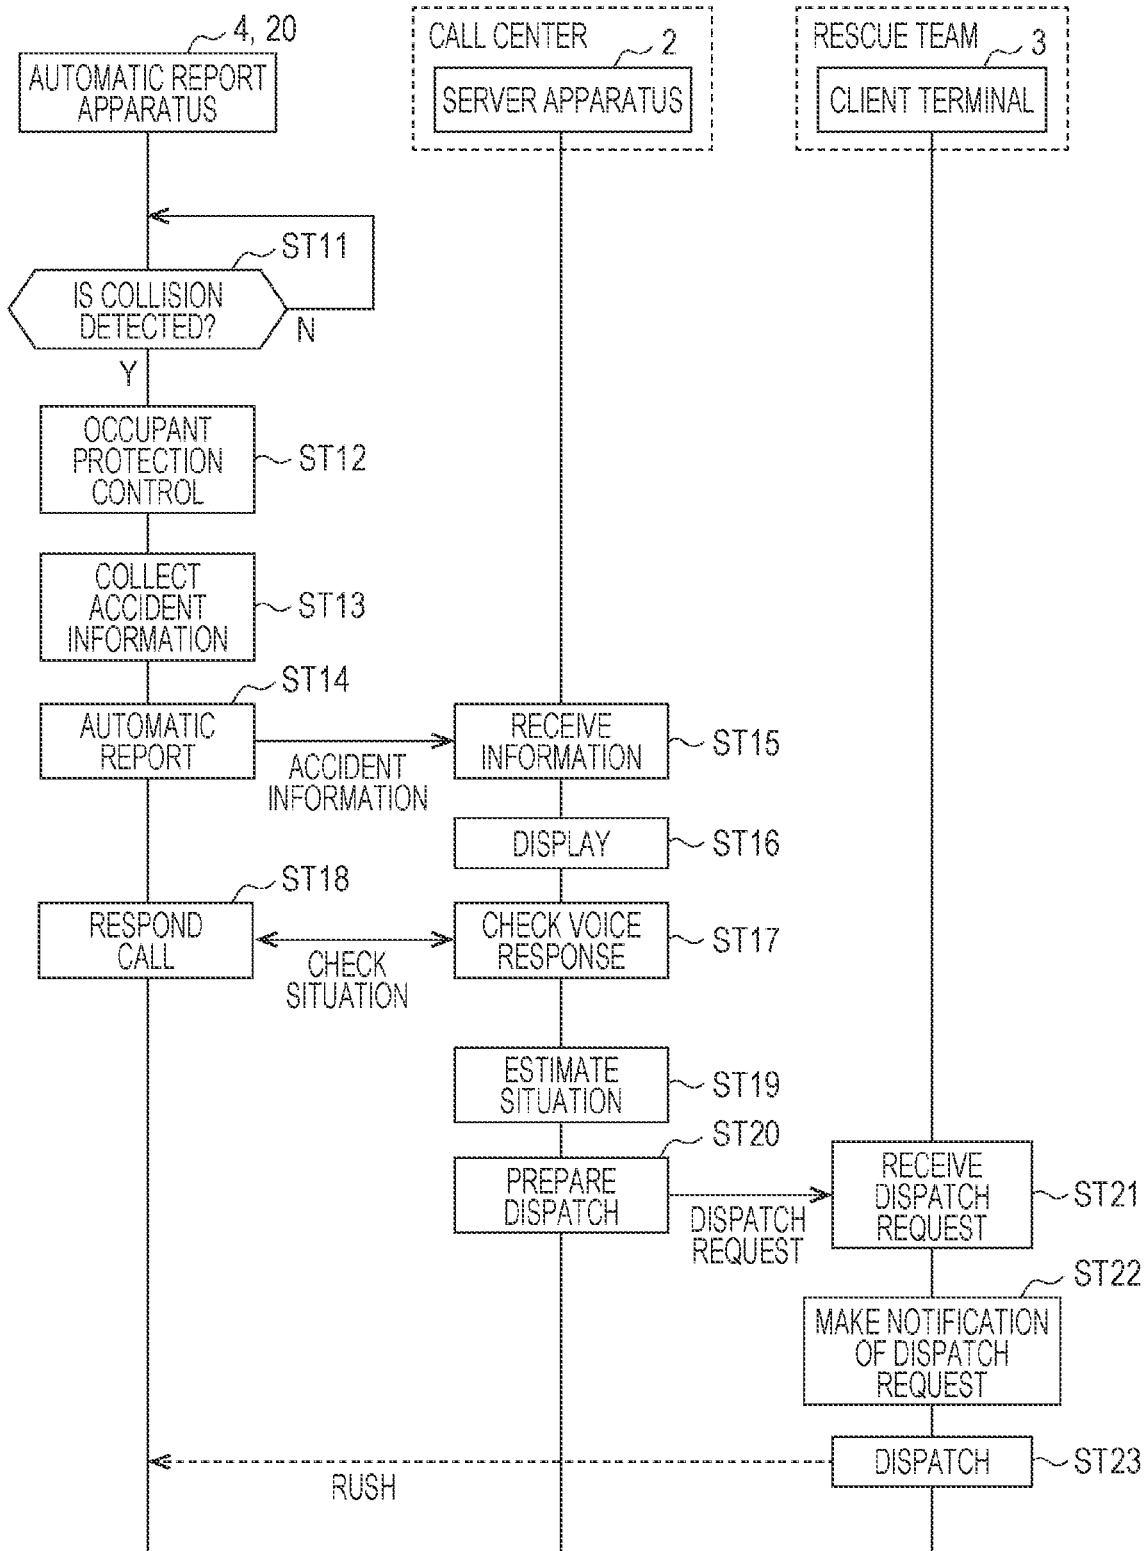 4, 20
AUTOMATIC REPORT
APPARATUS
CALL CENTER
2
SERVER APPARATUS
RESCUE TEAM
3
CLIENT TERMINAL
ST11
IS COLLISION
DETECTED?
N
Y
OCCUPANT
PROTECTION
CONTROL
ST12
COLLECT
ACCIDENT
INFORMATION
ST13
ST14
AUTOMATIC
REPORT
ACCIDENT
INFORMATION
RECEIVE
INFORMATION
ST15
DISPLAY
ST16
ST18
RESPOND
CALL
CHECK
SITUATION
CHECK VOICE
RESPONSE
ST17
ESTIMATE
SITUATION
ST19
ST20
PREPARE
DISPATCH
DISPATCH
REQUEST
RECEIVE
DISPATCH
REQUEST
ST21
ST22
MAKE NOTIFICATION
OF DISPATCH
REQUEST
DISPATCH
ST23
RUSH